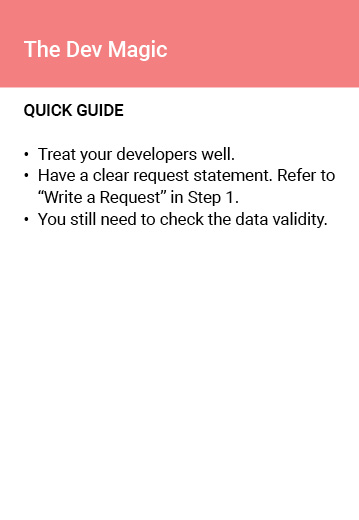 The Dev Magic
QUICK GUIDE
• Treat your developers well.
• Have a clear request statement. Refer to
“Write a Request” in Step 1.
• You still need to check the data validity.